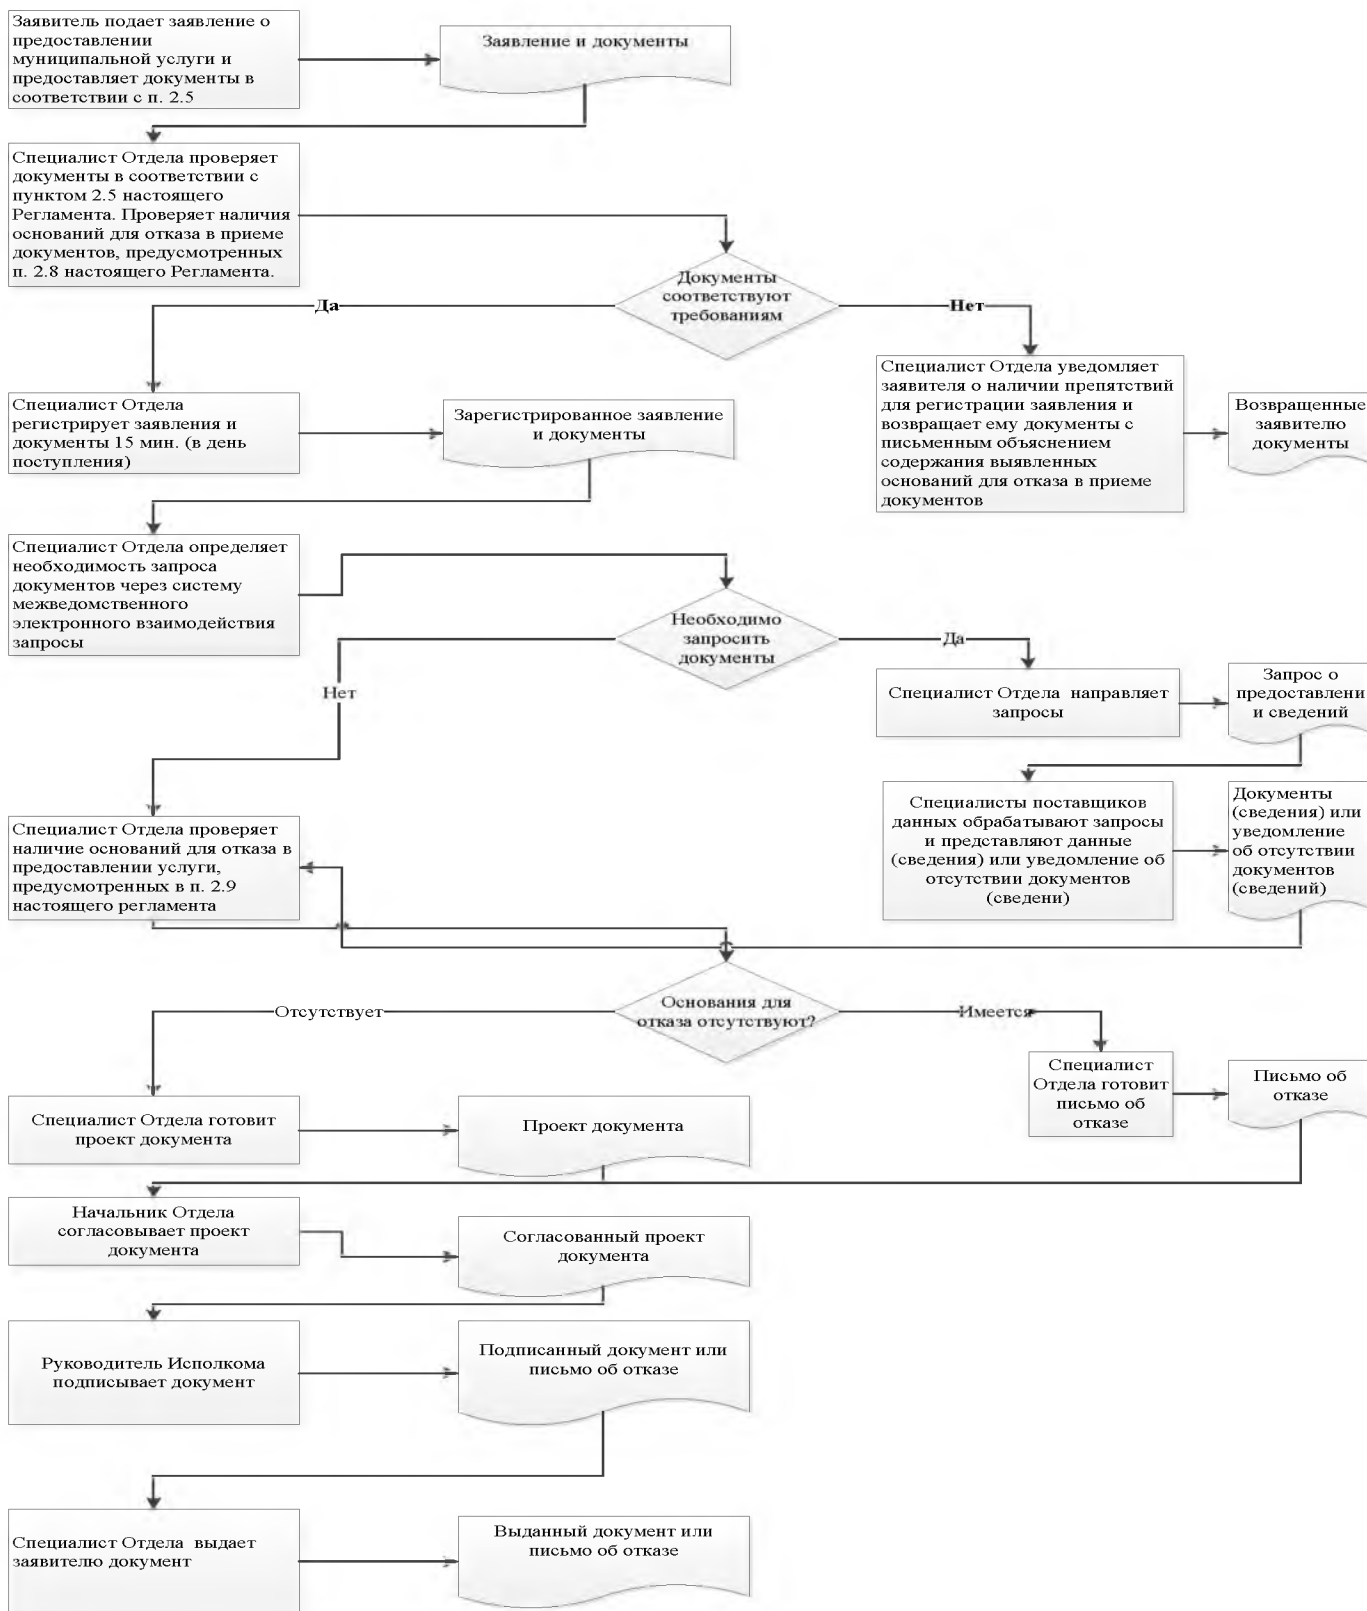 Заявитель подает заявление о
предоставлении
муниципальной услуги и
предоставляет документы в
соответствии с п. 2.5
Заявление и документы
Специалист Отдела проверяет
документы в соответствии с
пунктом 2.5 настоящего
Регламента. Проверяет наличия
оснований для отказа в приеме
документов, предусмотренных
п. 2.8 настоящего Регламента.
Документы
соответствуют
требованиям
Да
Нет
Специалист Отдела
регистрирует заявления и
документы 15 мин. (в день
поступления)
Зарегистрированное заявление
и документы
Специалист Отдела уведомляет
заявителя о наличии препятствий
для регистрации заявления и
возвращает ему документы с
письменным объяснением
содержания выявленных
оснований для отказа в приеме
документов
Возвращенные
заявителю
документы
Специалист Отдела определяет
необходимость запроса
документов через систему
межведомственного
электронного взаимодействия
запросы
Необходимо
запросить
документы
Да
Нет
Специалист Отдела направляет
запросы
Запрос о
предоставлени
и сведений
Специалисты поставщиков
данных обрабатывают запросы
и представляют данные
(сведения) или уведомление об
отсутствии документов
(сведени)
Документы
(сведения) или
уведомление
об отсутствии
документов
(сведений)
Специалист Отдела проверяет
наличие оснований для отказа в
предоставлении услуги,
предусмотренных в п. 2.9
настоящего регламента
Основания для
отказа отсутствуют?
Отсутствует
Имеется
Специалист
Отдела готовит
письмо об
отказе
Письмо об
отказе
Специалист Отдела готовит
проект документа
Проект документа
Начальник Отдела
согласовывает проект
документа
Согласованный проект
документа
Руководитель Исполкома
подписывает документ
Подписанный документ или
письмо об отказе
Специалист Отдела выдает
заявителю документ
Выданный документ или
письмо об отказе